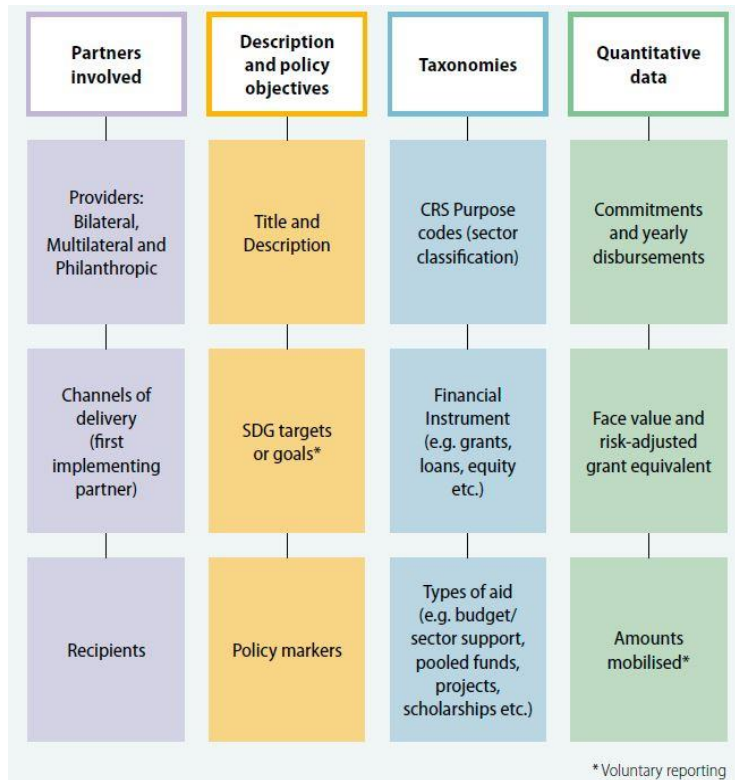 Partners
involved
Description
and policy
objectives
Taxonomies
Quantitative
data
Providers:
Bilateral,
Multilateral and
Philanthropic
Title and
Description
CRS Purpose
codes (sector
classification)
Commitments
and yearly
disbursements
Channels of
delivery
(first
implementing
partner)
SDG targets
or goals*
Financial
Instrument
(e.g. grants,
loans, equity
etc.)
Face value and
risk-adjusted
grant equivalent
Recipients
Policy markers
Types of aid
(e.g. budget/
sector support,
pooled funds,
projects,
scholarships etc.)
Amounts
mobilised*
* Voluntary reporting